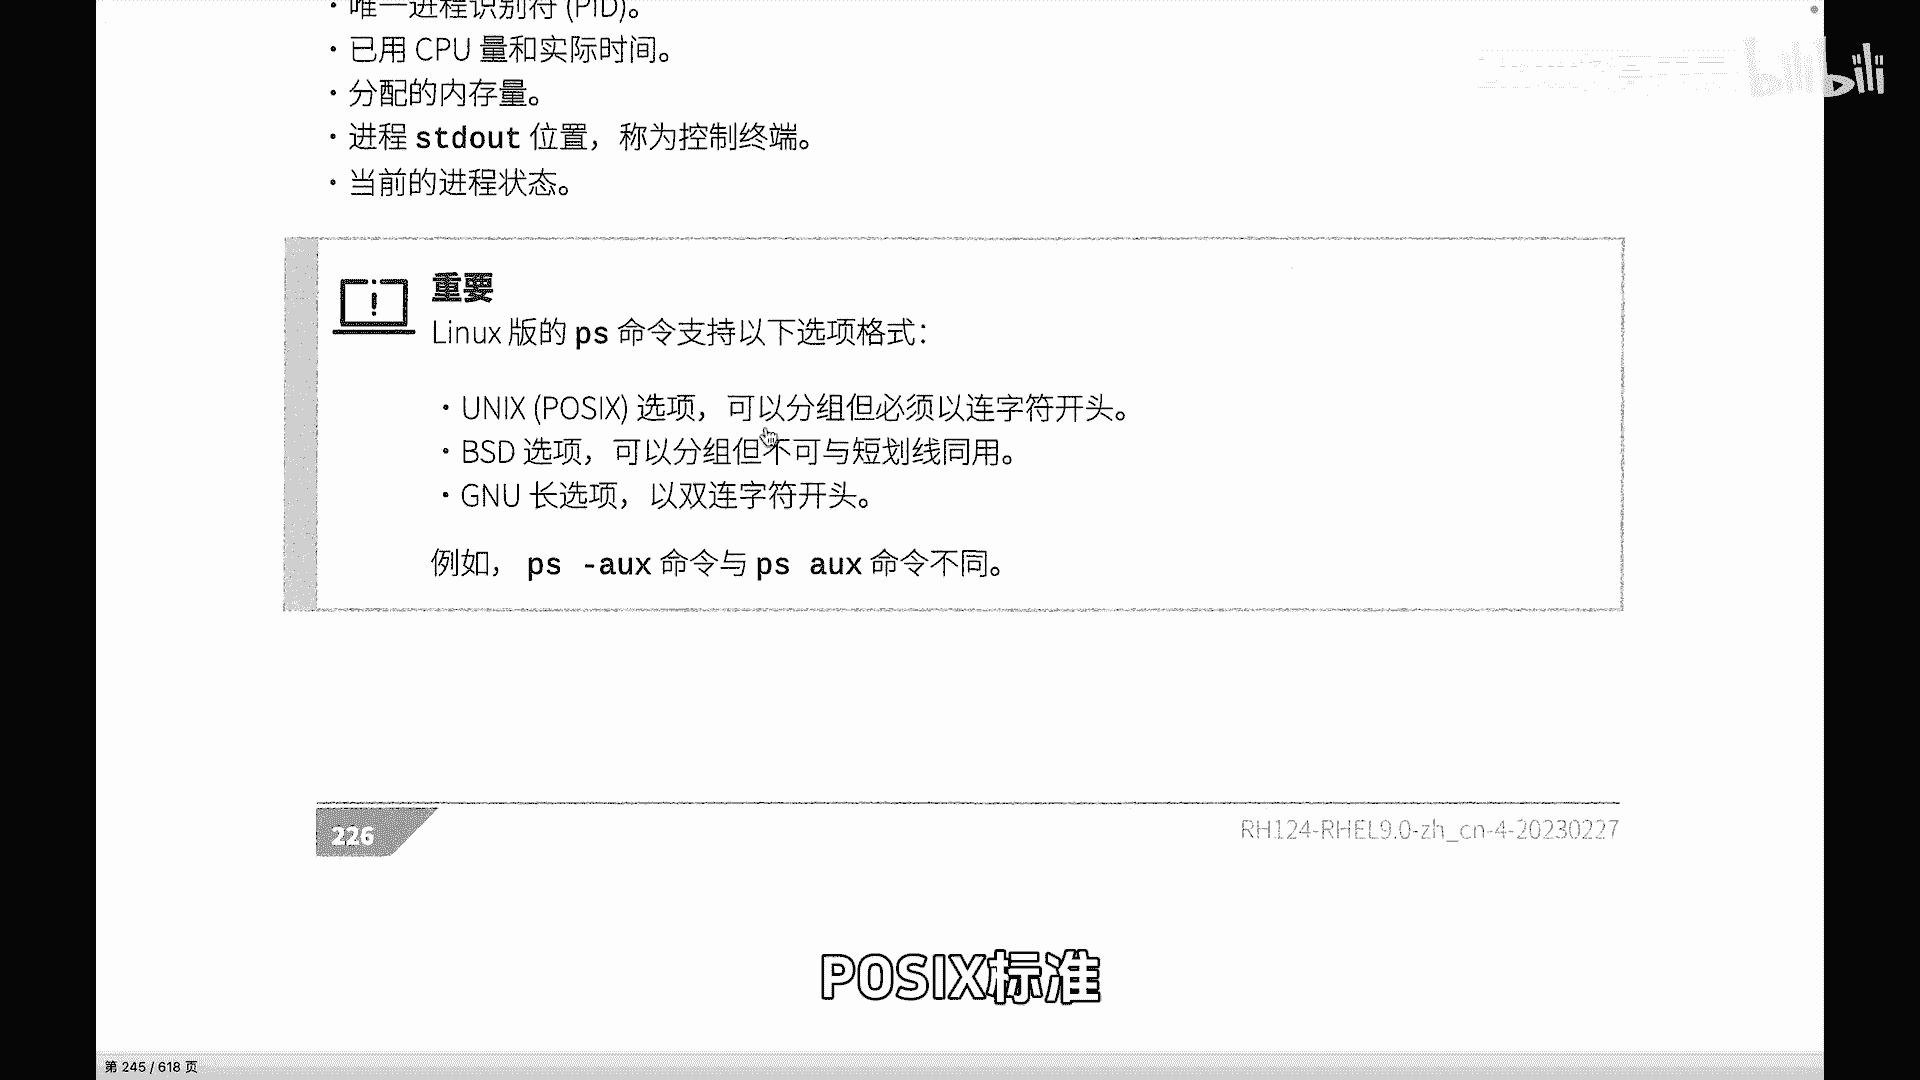 · 唯一进程识别符 (PID)。
· 已用 CPU 量和实际时间。
· 分配的内存量。
· 进程 stdout 位置，称为控制终端。
· 当前的进程状态。
bilibili
重要
Linux 版的 ps 命令支持以下选项格式：
· UNIX (POSIX) 选项，可以分组但必须以连字符开头。
· BSD 选项，可以分组但不可与短划线同用。
· GNU 长选项，以双连字符开头。
例如， ps -aux 命令与 ps aux 命令不同。
226
RH124-RHEL9.0-zh_cn-4-20230227
POSIX标准
第 245 / 618 页